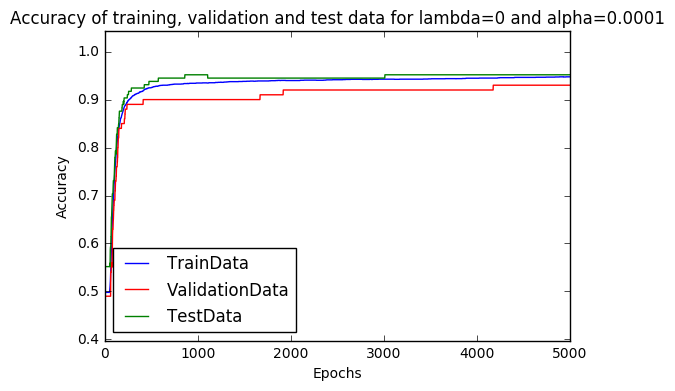 Accuracy of training, validation and test data for lambda=0 and alpha=0.0001
1.0
0.9
0.8
0.7
0.6
0.5
0.4
Accuracy
TrainData
ValidationData
TestData
0 1000 2000 3000 4000 5000
Epochs